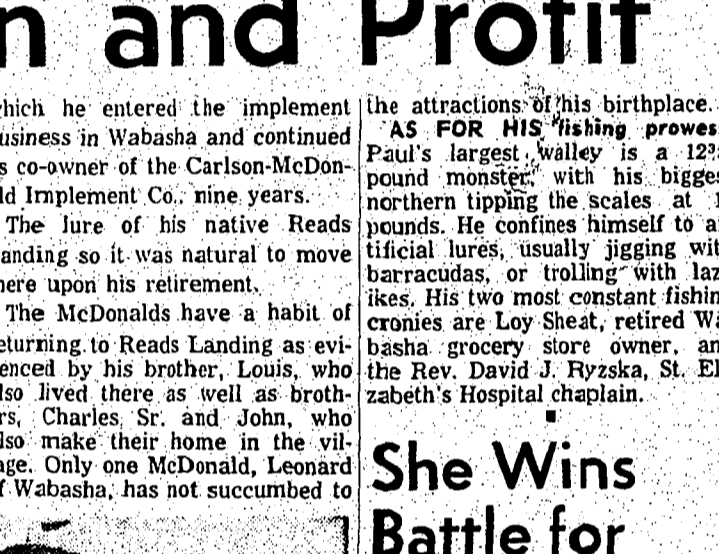 n and Profit
which he entered the implement
usiness in Wabasha and continued
s co-owner of the Carlson-McDon-
ld Implement Co., nine years.
The lure of his native Reads
anding so it was natural to move
here upon his retirement.
The McDonalds have a habit of
eturning to Reads Landing as evi-
enced by his brother, Louis, who
lso lived there as well as broth-
rs, Charles Sr. and John, who
lso make their home in the vil-
age. Only one McDonald, Leonard
f Wabasha, has not succumbed to
the attractions of his birthplace.
AS FOR HIS fishing prowes
Paul's largest walley is a 12¾
pound monster, with his bigges
northern tipping the scales at 1
pounds. He confines himself to a
tificial lures, usually jigging wit
barracudas, or trolling with laz
ikes. His two most constant fishin
cronies are Loy Sheat, retired Wa
basha grocery store owner, an
the Rev. David J. Ryzska, St. El
zabeth's Hospital chaplain.
She Wins
Battle for